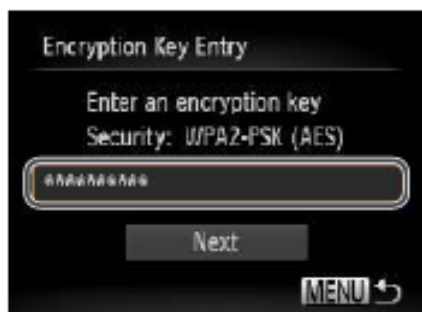 Encryption Key Entry
Enter an encryption key
Security: WPA2-PSK (AES)
**********
Next
MENU